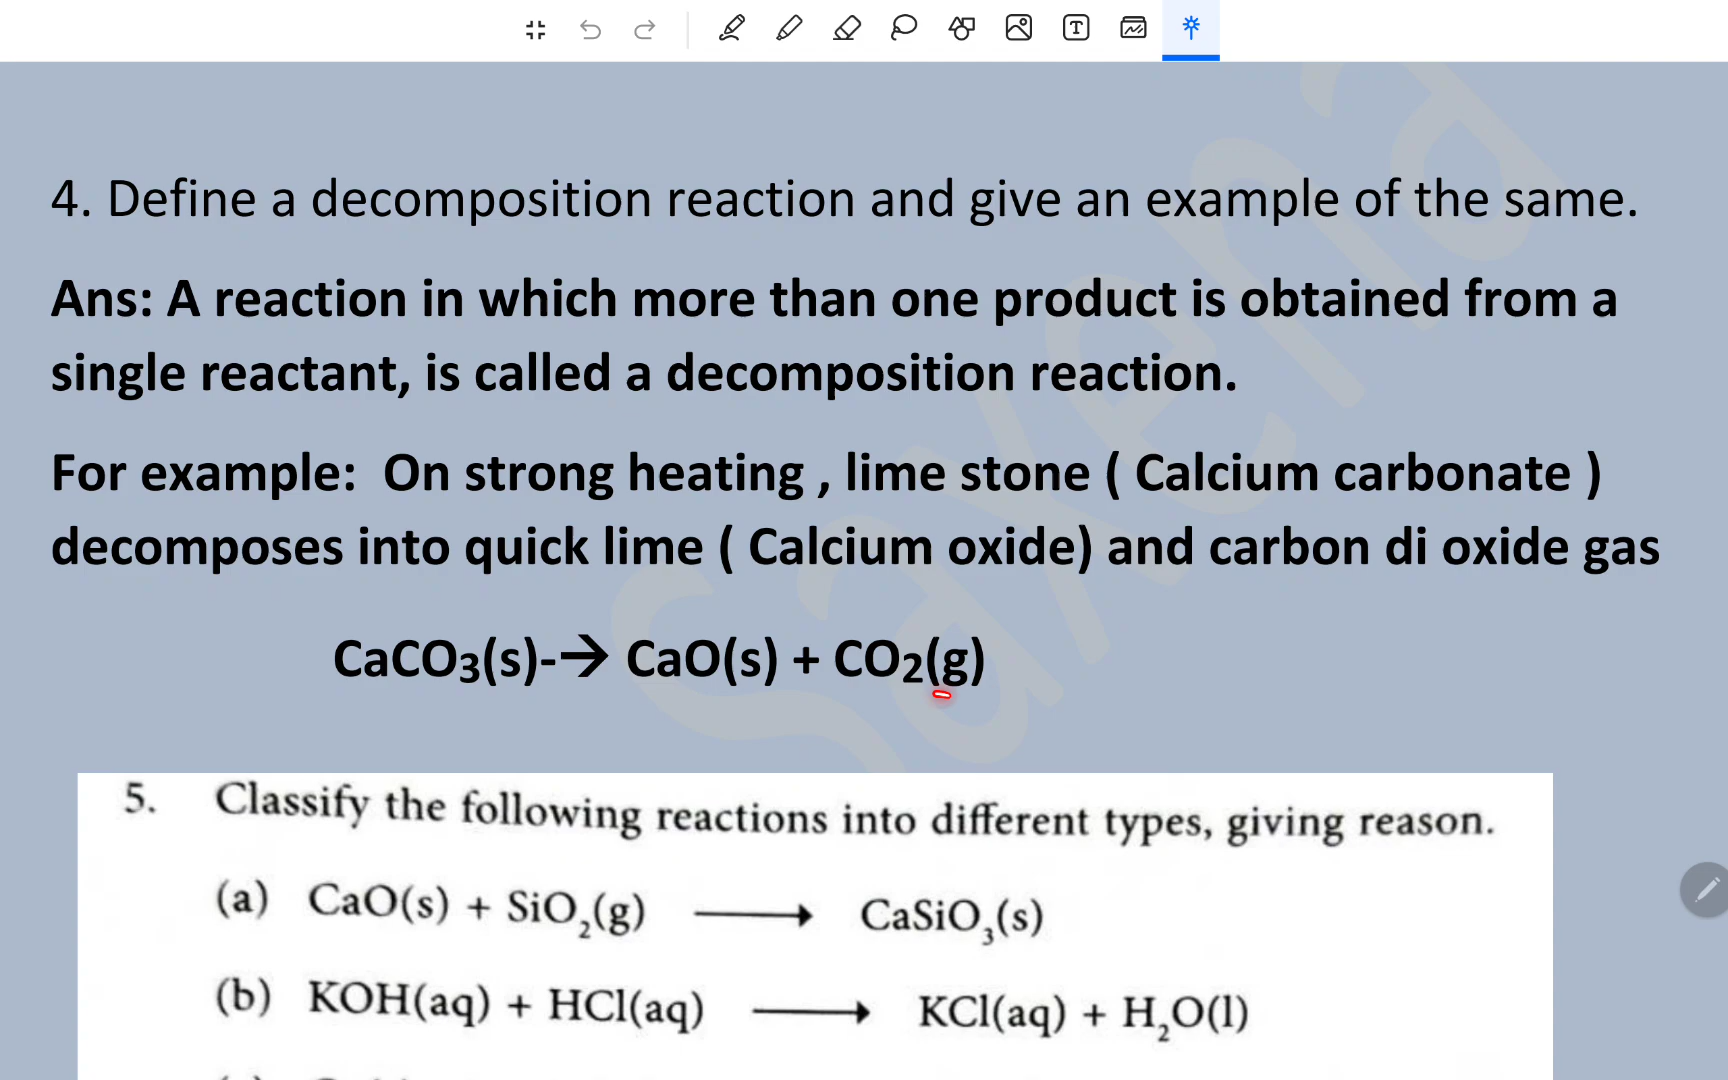 4. Define a decomposition reaction and give an example of the same.
Ans: A reaction in which more than one product is obtained from a
single reactant, is called a decomposition reaction.
For example:  On strong heating , lime stone ( Calcium carbonate )
decomposes into quick lime ( Calcium oxide) and carbon di oxide gas
CaCO3(s)-→ CaO(s) + CO2(g)
5. Classify the following reactions into different types, giving reason.
(a) CaO(s) + SiO₂(g) ⟶ CaSiO₃(s)
(b) KOH(aq) + HCl(aq) ⟶ KCl(aq) + H₂O(l)
Saxena